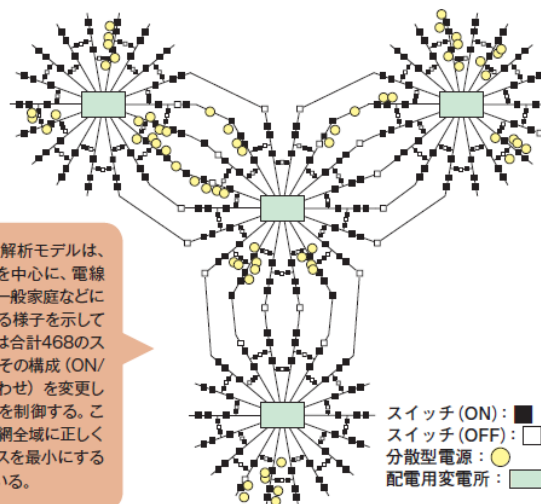 解析モデルは、
を中心に、電線
一般家庭などに
る様子を示して
は合計468のス
その構成（ON/
わせ）を変更し
を制御する。こ
網全域に正しく
スを最小にする
いる。
スイッチ(ON)：
スイッチ(OFF)：
分散型電源：
配電用変電所：